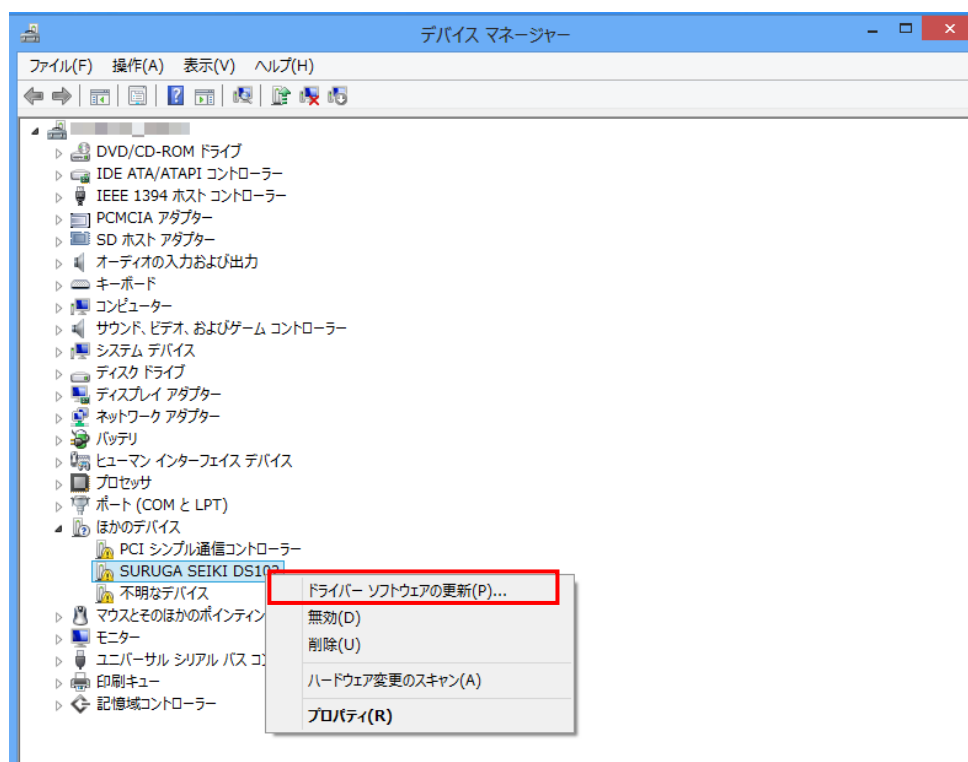 デバイス マネージャー
ファイル(F) 操作(A) 表示(V) ヘルプ(H)
DVD/CD-ROM ドライブ
IDE ATA/ATAPI コントローラー
IEEE 1394 ホスト コントローラー
PCMCIA アダプター
SD ホスト アダプター
オーディオの入力および出力
キーボード
コンピューター
サウンド、ビデオ、およびゲーム コントローラー
システム デバイス
ディスク ドライブ
ディスプレイ アダプター
ネットワーク アダプター
バッテリ
ヒューマン インターフェイス デバイス
プロセッサ
ポート (COM と LPT)
ほかのデバイス
PCI シンプル通信コントローラー
SURUGA SEIKI DS102
不明なデバイス
マウスとそのほかのポインティン
モニター
ユニバーサル シリアル バス コン
印刷キュー
記憶域コントローラー
ドライバー ソフトウェアの更新(P)...
無効(D)
削除(U)
ハードウェア変更のスキャン(A)
プロパティ(R)